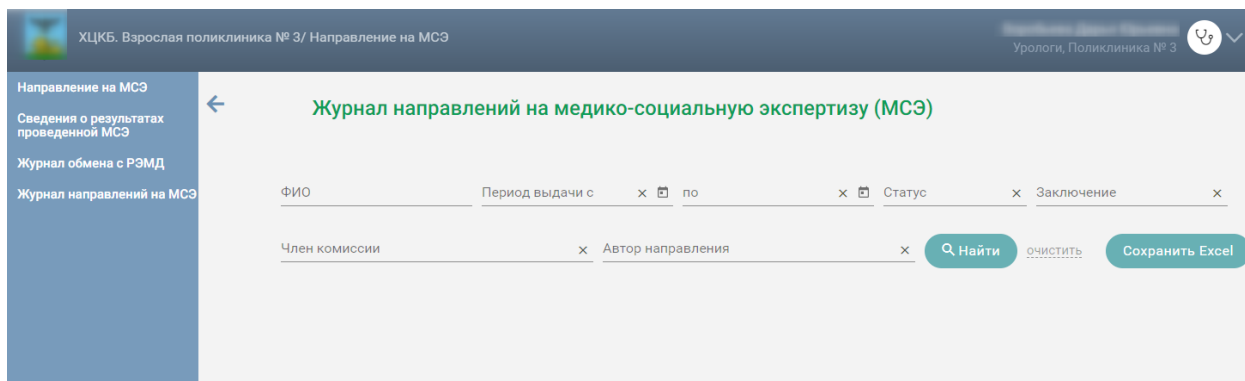 ХЦКБ. Взрослая поликлиника № 3/ Направление на МСЭ
Урологи, Поликлиника № 3
Направление на МСЭ
Сведения о результатах
проведенной МСЭ
Журнал обмена с РЭМД
Журнал направлений на МСЭ
Журнал направлений на медико-социальную экспертизу (МСЭ)
ФИО Период выдачи с по Статус Заключение
Член комиссии Автор направления Найти очистить Сохранить Excel